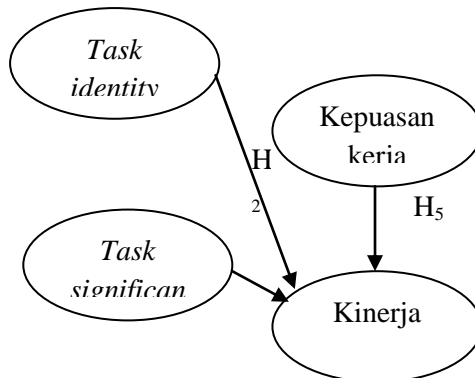 Task
identity
Kepuasan
kerja
H
2
H5
Task
significan
Kinerja